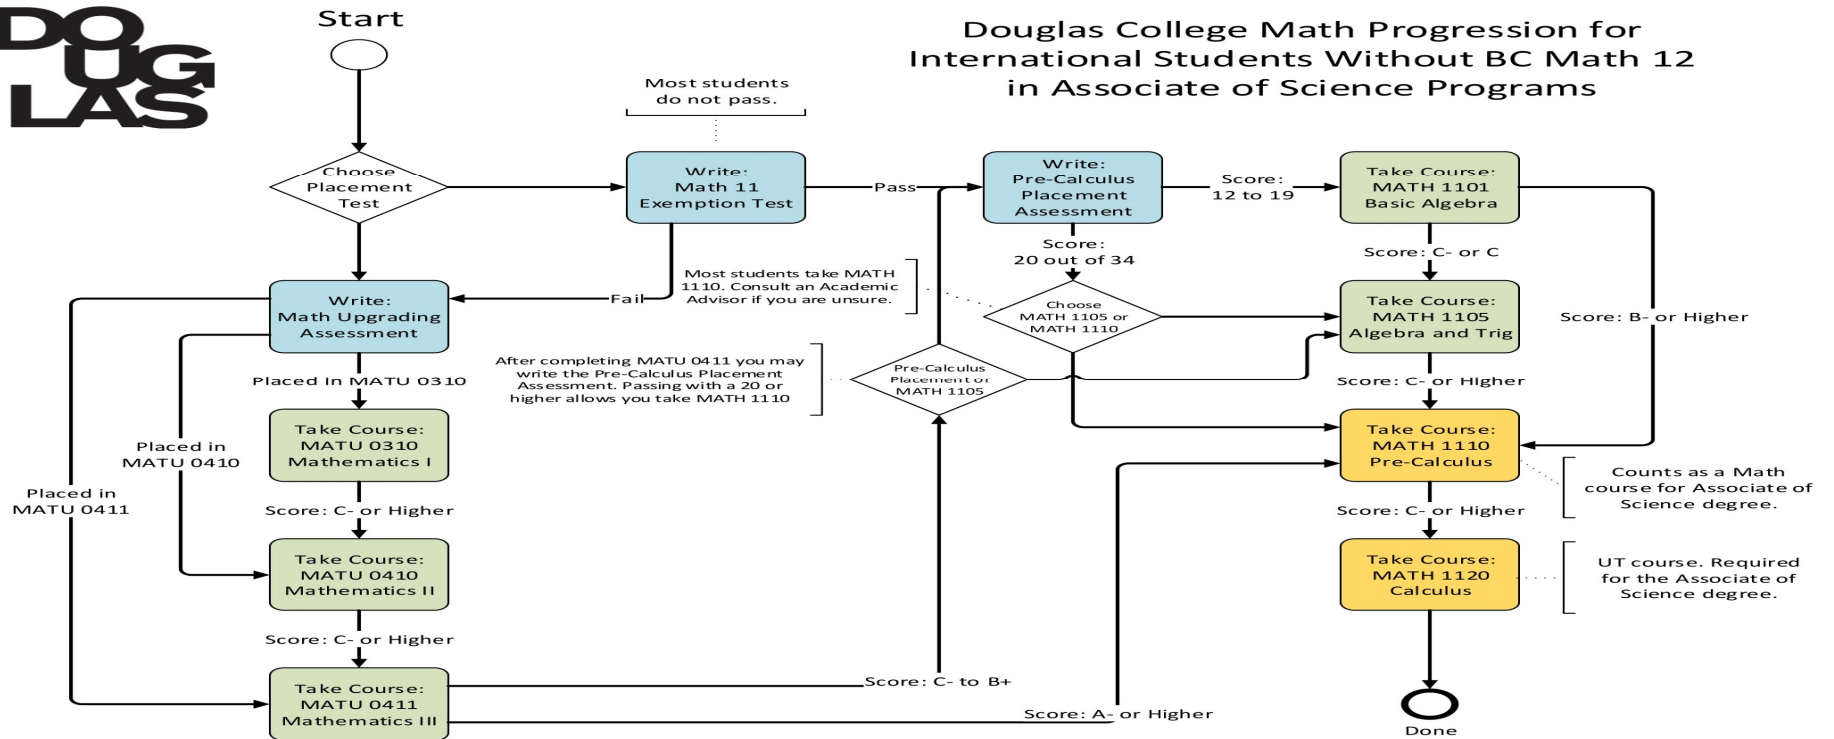 DO
UG
LAS
Start
Douglas College Math Progression for
International Students Without BC Math 12
in Associate of Science Programs
Most students
do not pass.
Choose
Placement
Test
Write:
Math 11
Exemption Test
Pass
Write:
Pre-Calculus
Placement
Assessment
Score:
12 to 19
Take Course:
MATH 1101
Basic Algebra
Score:
20 out of 34
Score: C- or C
Most students take MATH
1110. Consult an Academic
Advisor if you are unsure.
Fail
Write:
Math Upgrading
Assessment
Choose
MATH 1105 or
MATH 1110
Take Course:
MATH 1105
Algebra and Trig
Score: B- or Higher
After completing MATU 0411 you may
write the Pre-Calculus Placement
Assessment. Passing with a 20 or
higher allows you take MATH 1110
Pre-Calculus
Placement or
MATH 1105
Placed In MATU 0310
Score: C- or Higher
Take Course:
MATU 0310
Mathematics I
Placed in
MATU 0410
Take Course:
MATH 1110
Pre-Calculus
Counts as a Math
course for Associate of
Science degree.
Placed in
MATU 0411
Score: C- or Higher
Score: C- or Higher
Take Course:
MATU 0410
Mathematics II
Take Course:
MATH 1120
Calculus
UT course. Required
for the Associate of
Science degree.
Score: C- or Higher
Take Course:
MATU 0411
Mathematics III
Score: C- to B+
Score: A- or Higher
Done